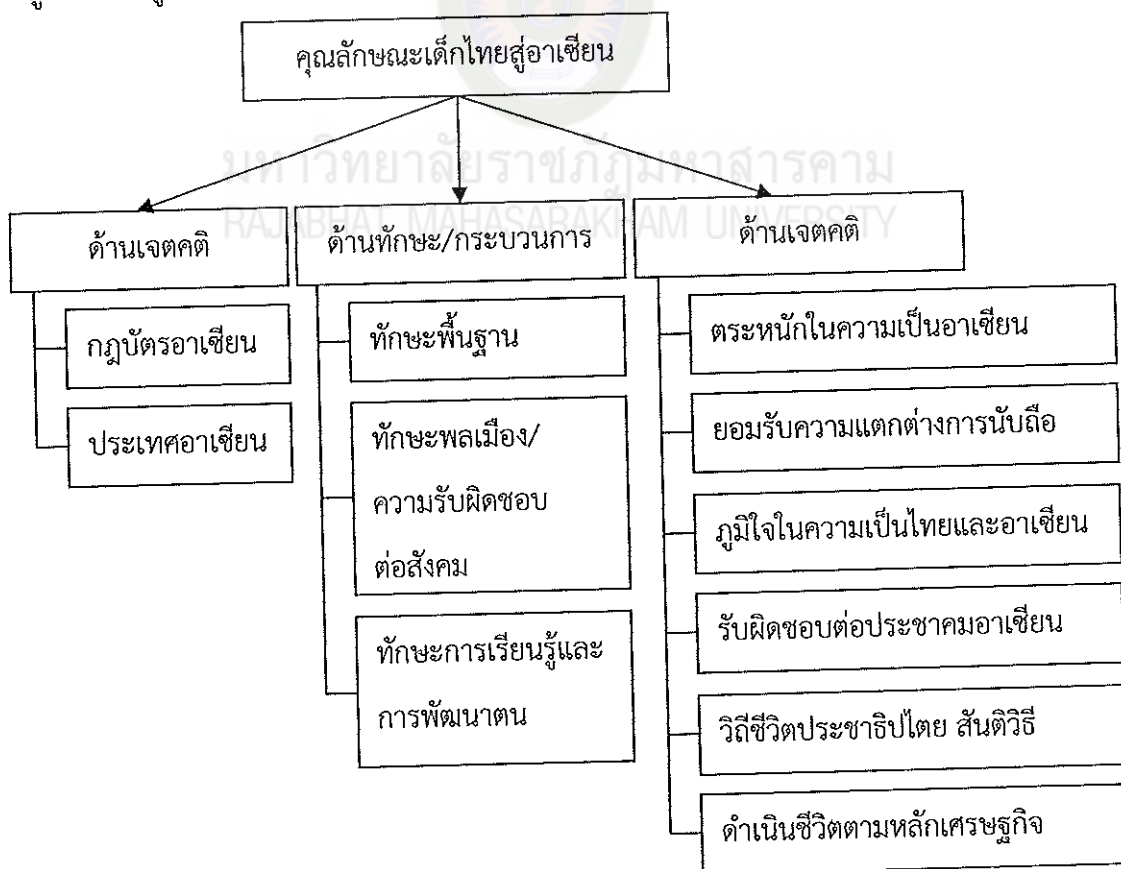 คุณลักษณะเด็กไทยสู่อาเซียน
มหาวิทยาลัยราชภัฏมหาสารคาม
RAJABHAT MAHASARAKHAM UNIVERSITY
ด้านเจตคติ
กฎบัตรอาเซียน
ประเทศอาเซียน
ด้านทักษะ/กระบวนการ
ทักษะพื้นฐาน
ทักษะพลเมือง/
ความรับผิดชอบ
ต่อสังคม
ทักษะการเรียนรู้และ
การพัฒนาตน
ด้านเจตคติ
ตระหนักในความเป็นอาเซียน
ยอมรับความแตกต่างการนับถือ
ภูมิใจในความเป็นไทยและอาเซียน
รับผิดชอบต่อประชาคมอาเซียน
วิถีชีวิตประชาธิปไตย สันติวิธี
ดำเนินชีวิตตามหลักเศรษฐกิจ